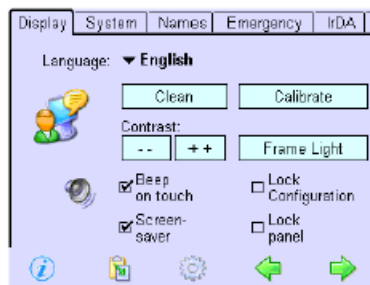 Display System Names Emergency IrDA
Language: English
Clean Calibrate
Contrast:
-- ++ Frame Light
Beep on touch
Lock Configuration
Screen-saver
Lock panel